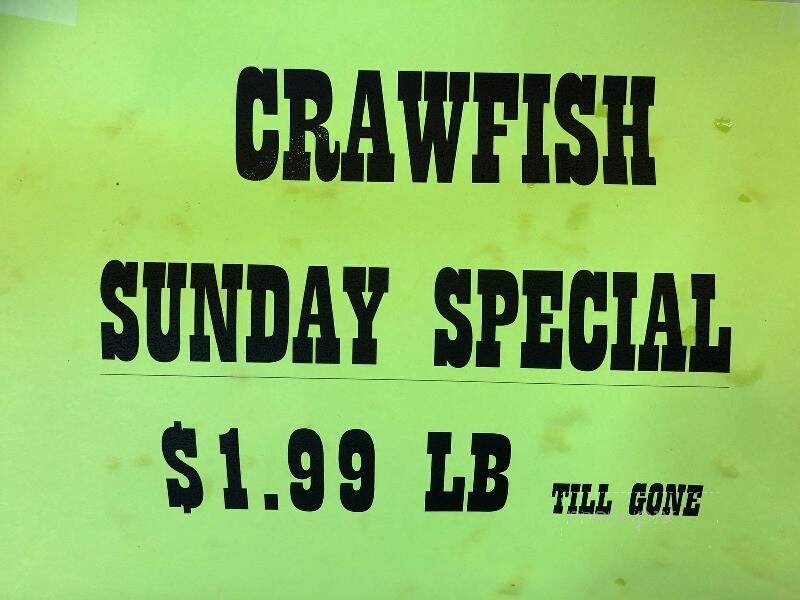 CRAWFISH
SUNDAY SPECIAL
$1.99 LB TILL GONE